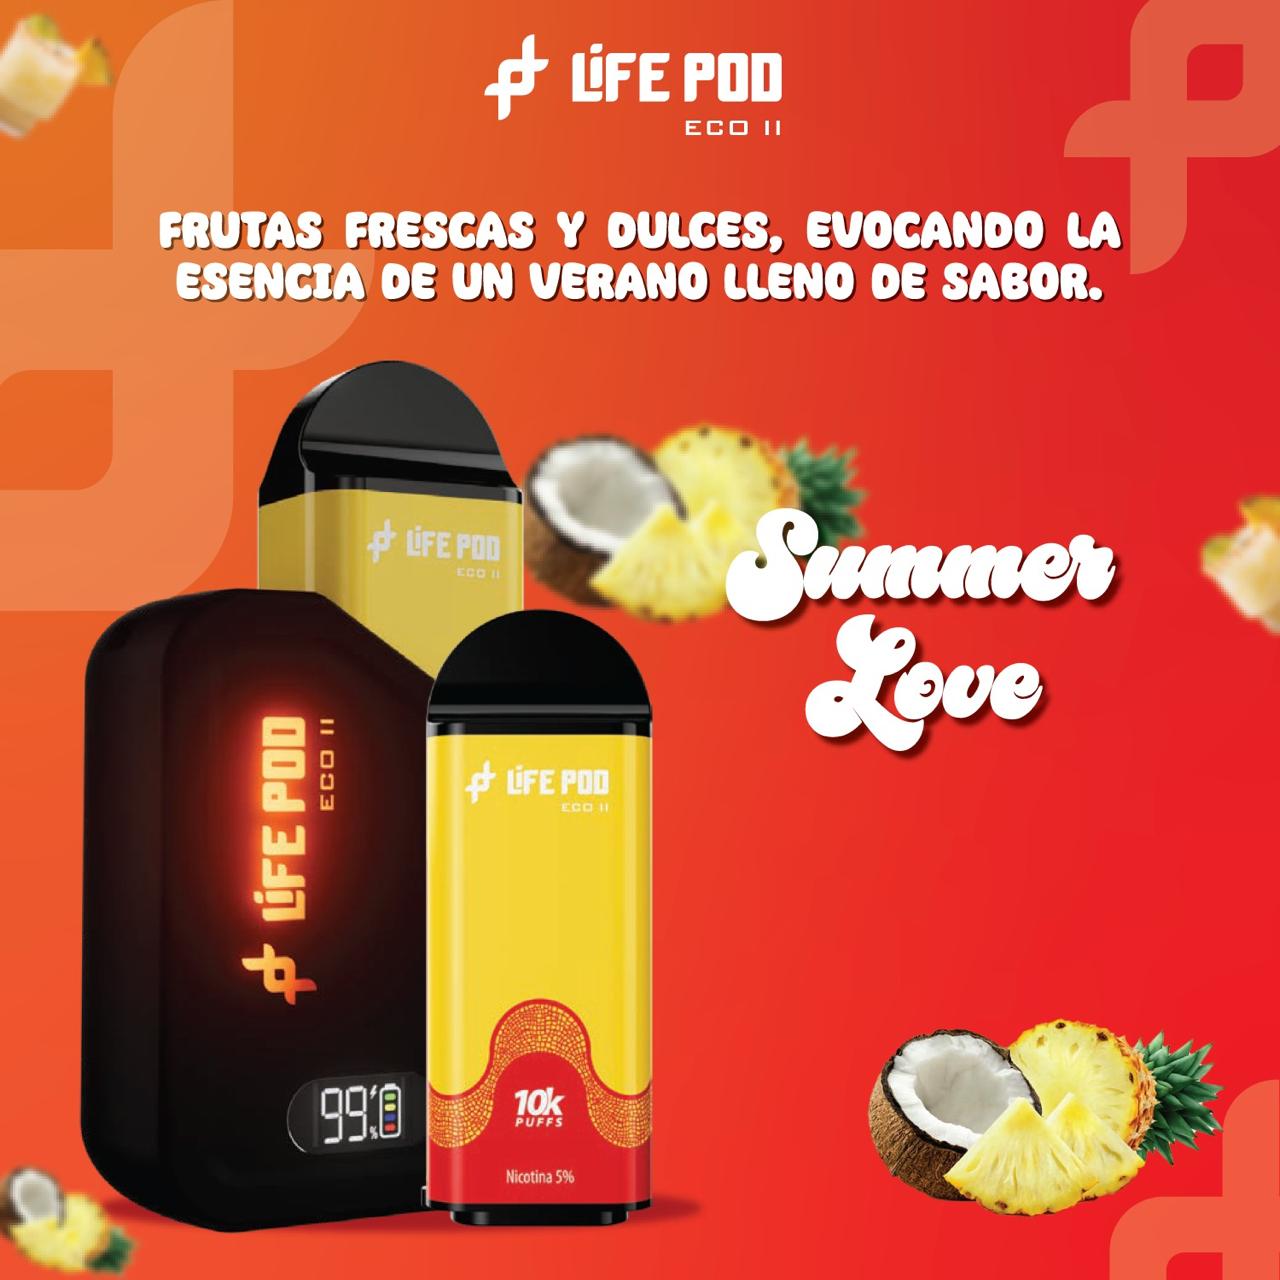 LiFE POD
ECO II
FRUTAS FRESCAS Y DULCES, EVOCANDO LA
ESENCIA DE UN VERANO LLENO DE SABOR.
LiFE POD
ECO II
Summer
Love
LiFE POD
ECO II
LiFE POD
ECO II
99%
10k
PUFFS
Nicotina 5%